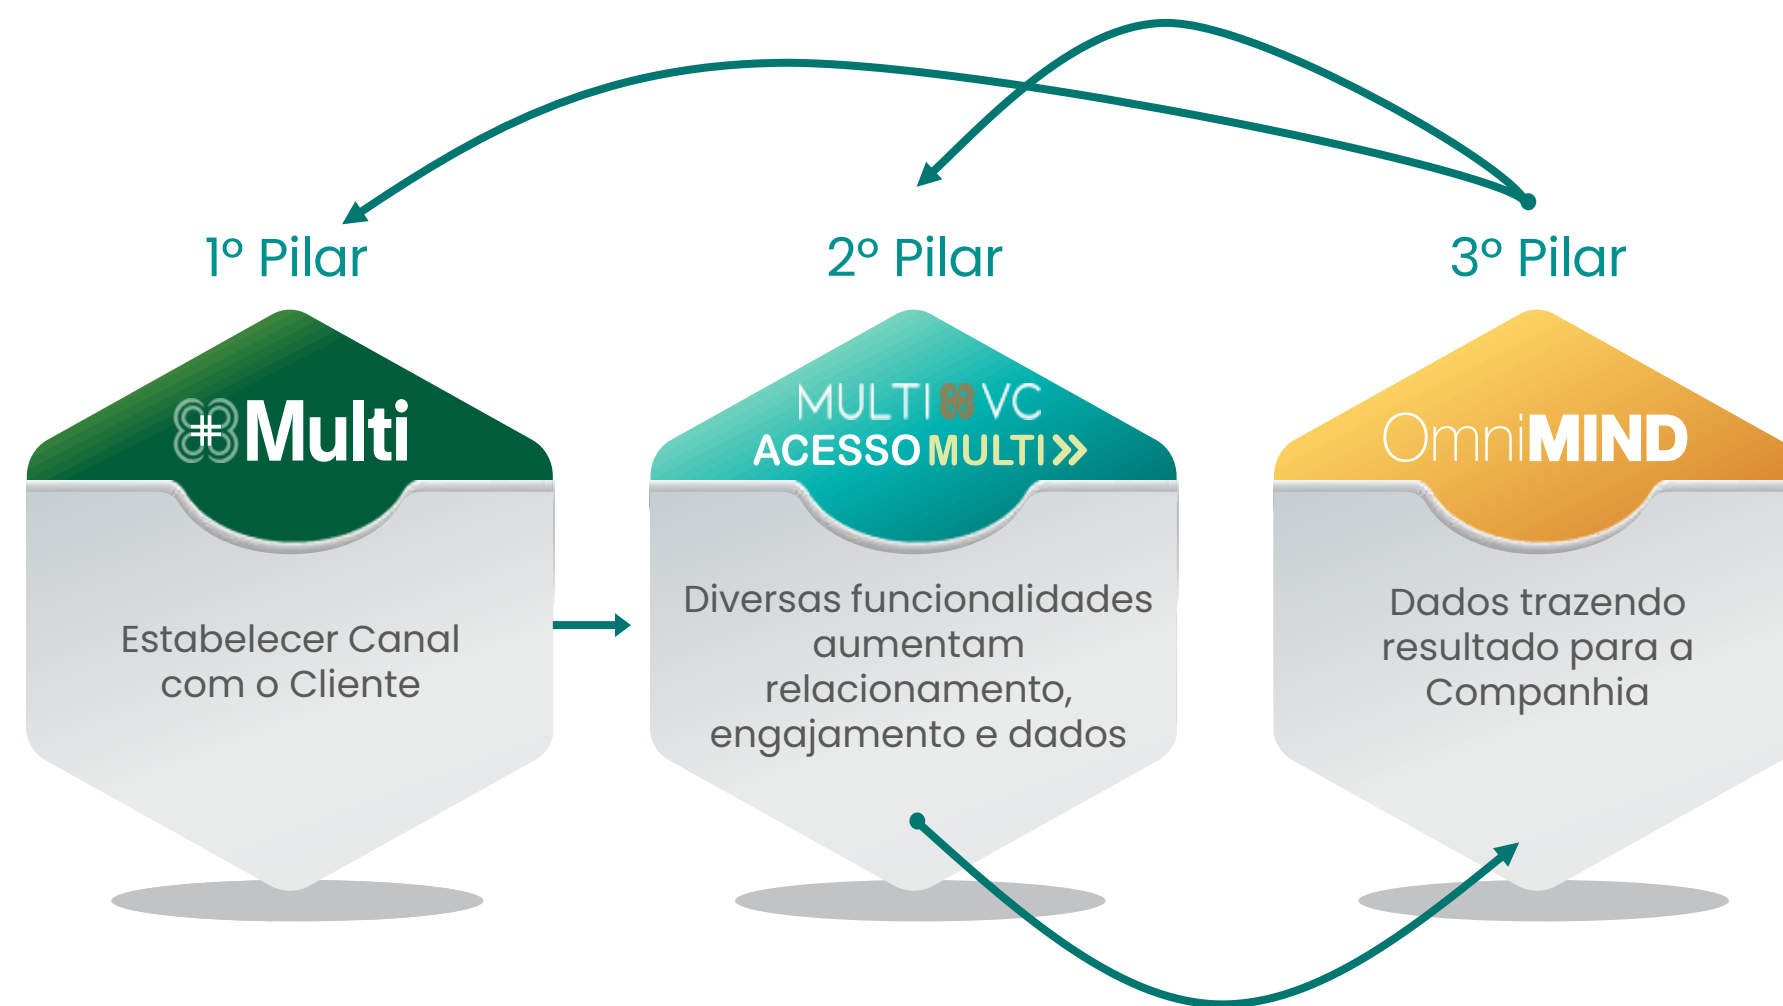 1º Pilar
Multi
Estabelecer Canal
com o Cliente
2º Pilar
MULTI VC
ACESSO MULTI
Diversas funcionalidades
aumentam
relacionamento,
engajamento e dados
3º Pilar
OmniMIND
Dados trazendo
resultado para a
Companhia